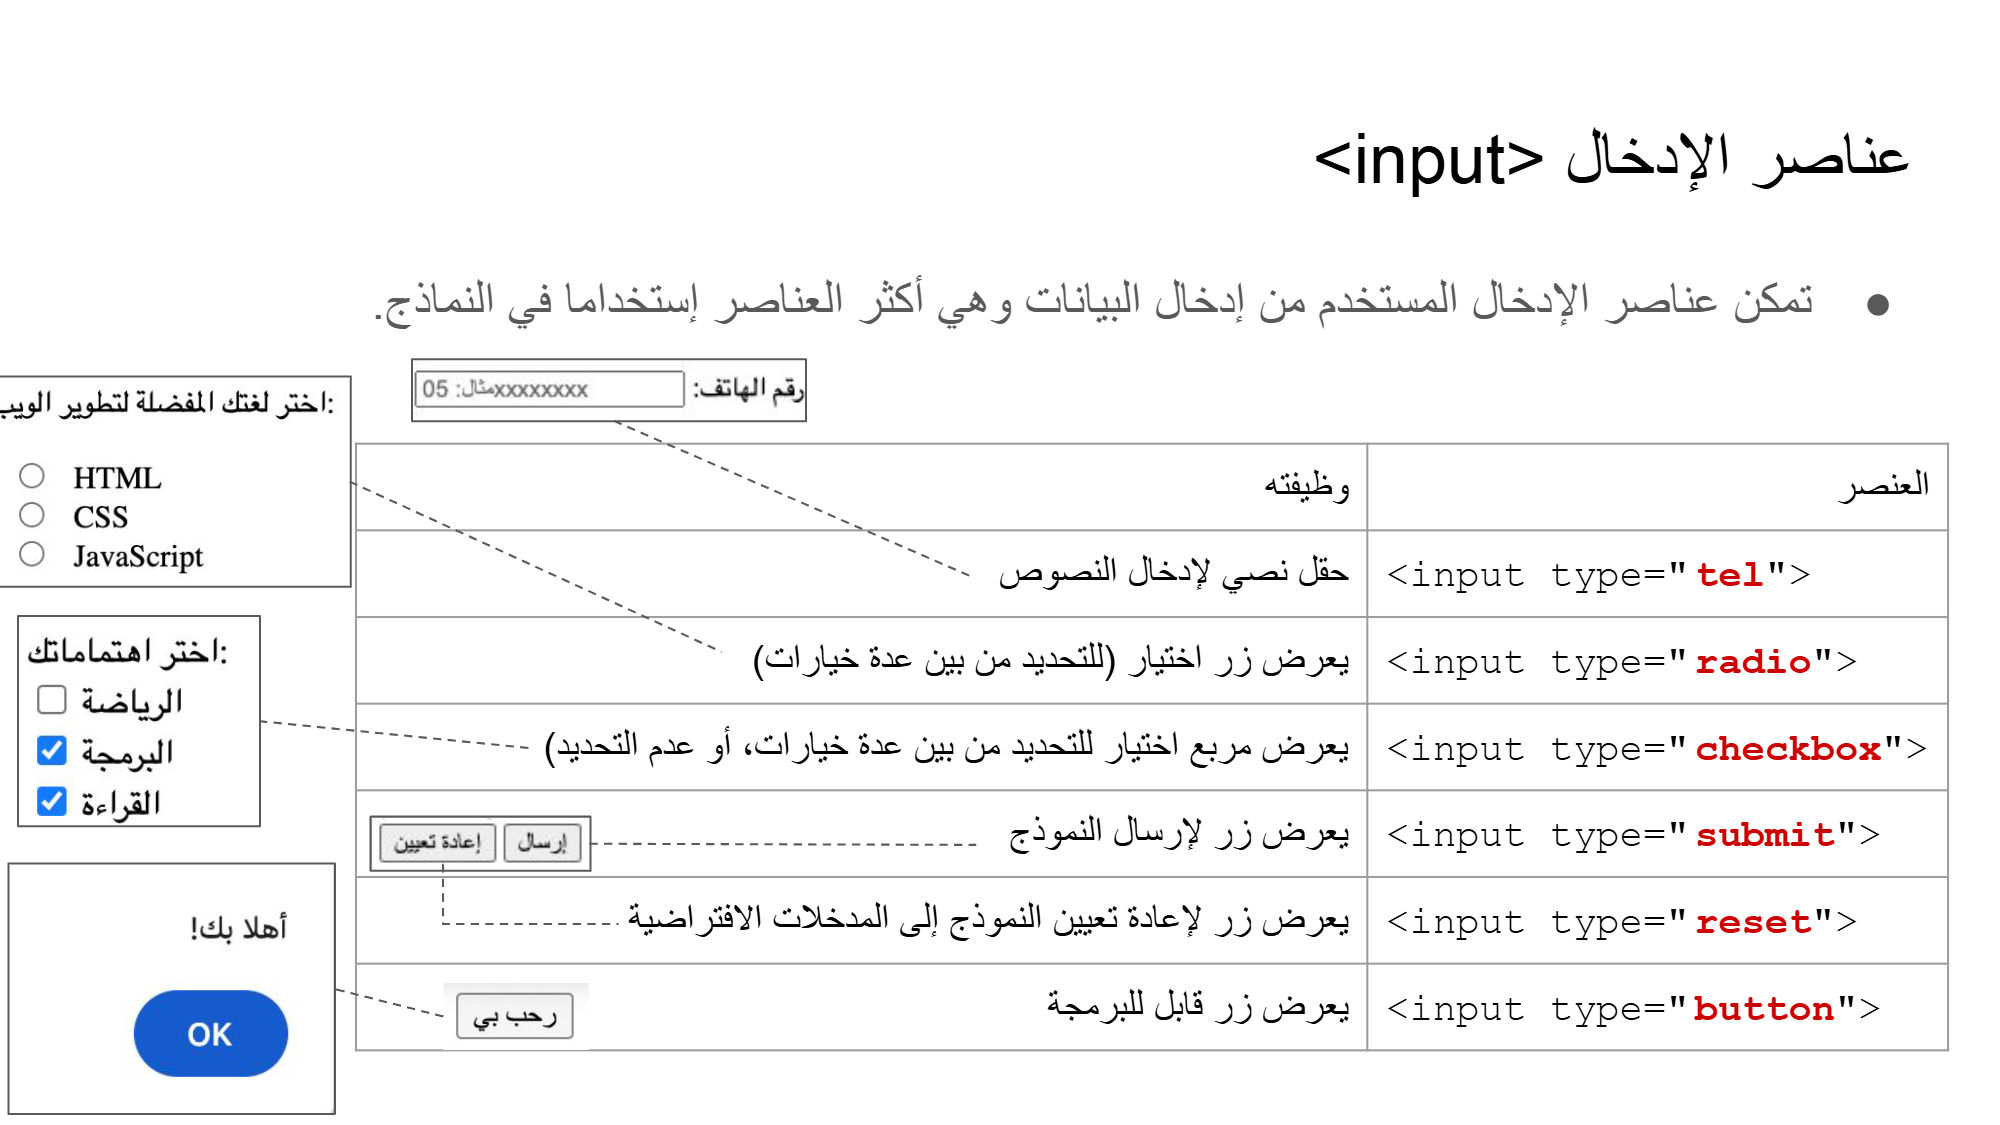 عناصر الإدخال <input>
● تمكن عناصر الإدخال المستخدم من إدخال البيانات وهي أكثر العناصر إستخداما في النماذج.
رقم الهاتف: مثال: 05xxxxxxxx
اختر لغتك المفضلة لتطوير الويب:
HTML
CSS
JavaScript
اختر اهتماماتك:
الرياضة
البرمجة
القراءة
أهلا بك!
OK
العنصر وظيفته
<input type="tel"> حقل نصي لإدخال النصوص
<input type="radio"> يعرض زر اختيار (للتحديد من بين عدة خيارات)
<input type="checkbox"> يعرض مربع اختيار للتحديد من بين عدة خيارات، أو عدم التحديد)
<input type="submit"> يعرض زر لإرسال النموذج
إرسال إعادة تعيين
<input type="reset"> يعرض زر لإعادة تعيين النموذج إلى المدخلات الافتراضية
<input type="button"> يعرض زر قابل للبرمجة
رحب بي